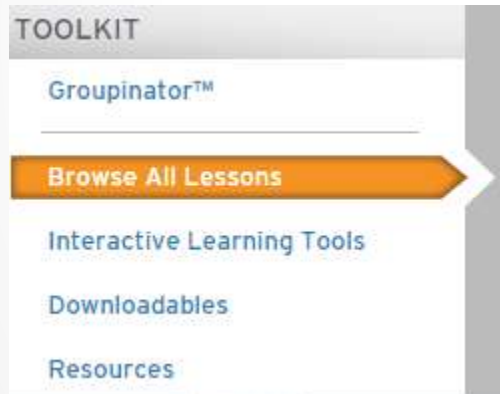 TOOLKIT
Groupinator™
Browse All Lessons
Interactive Learning Tools
Downloadables
Resources